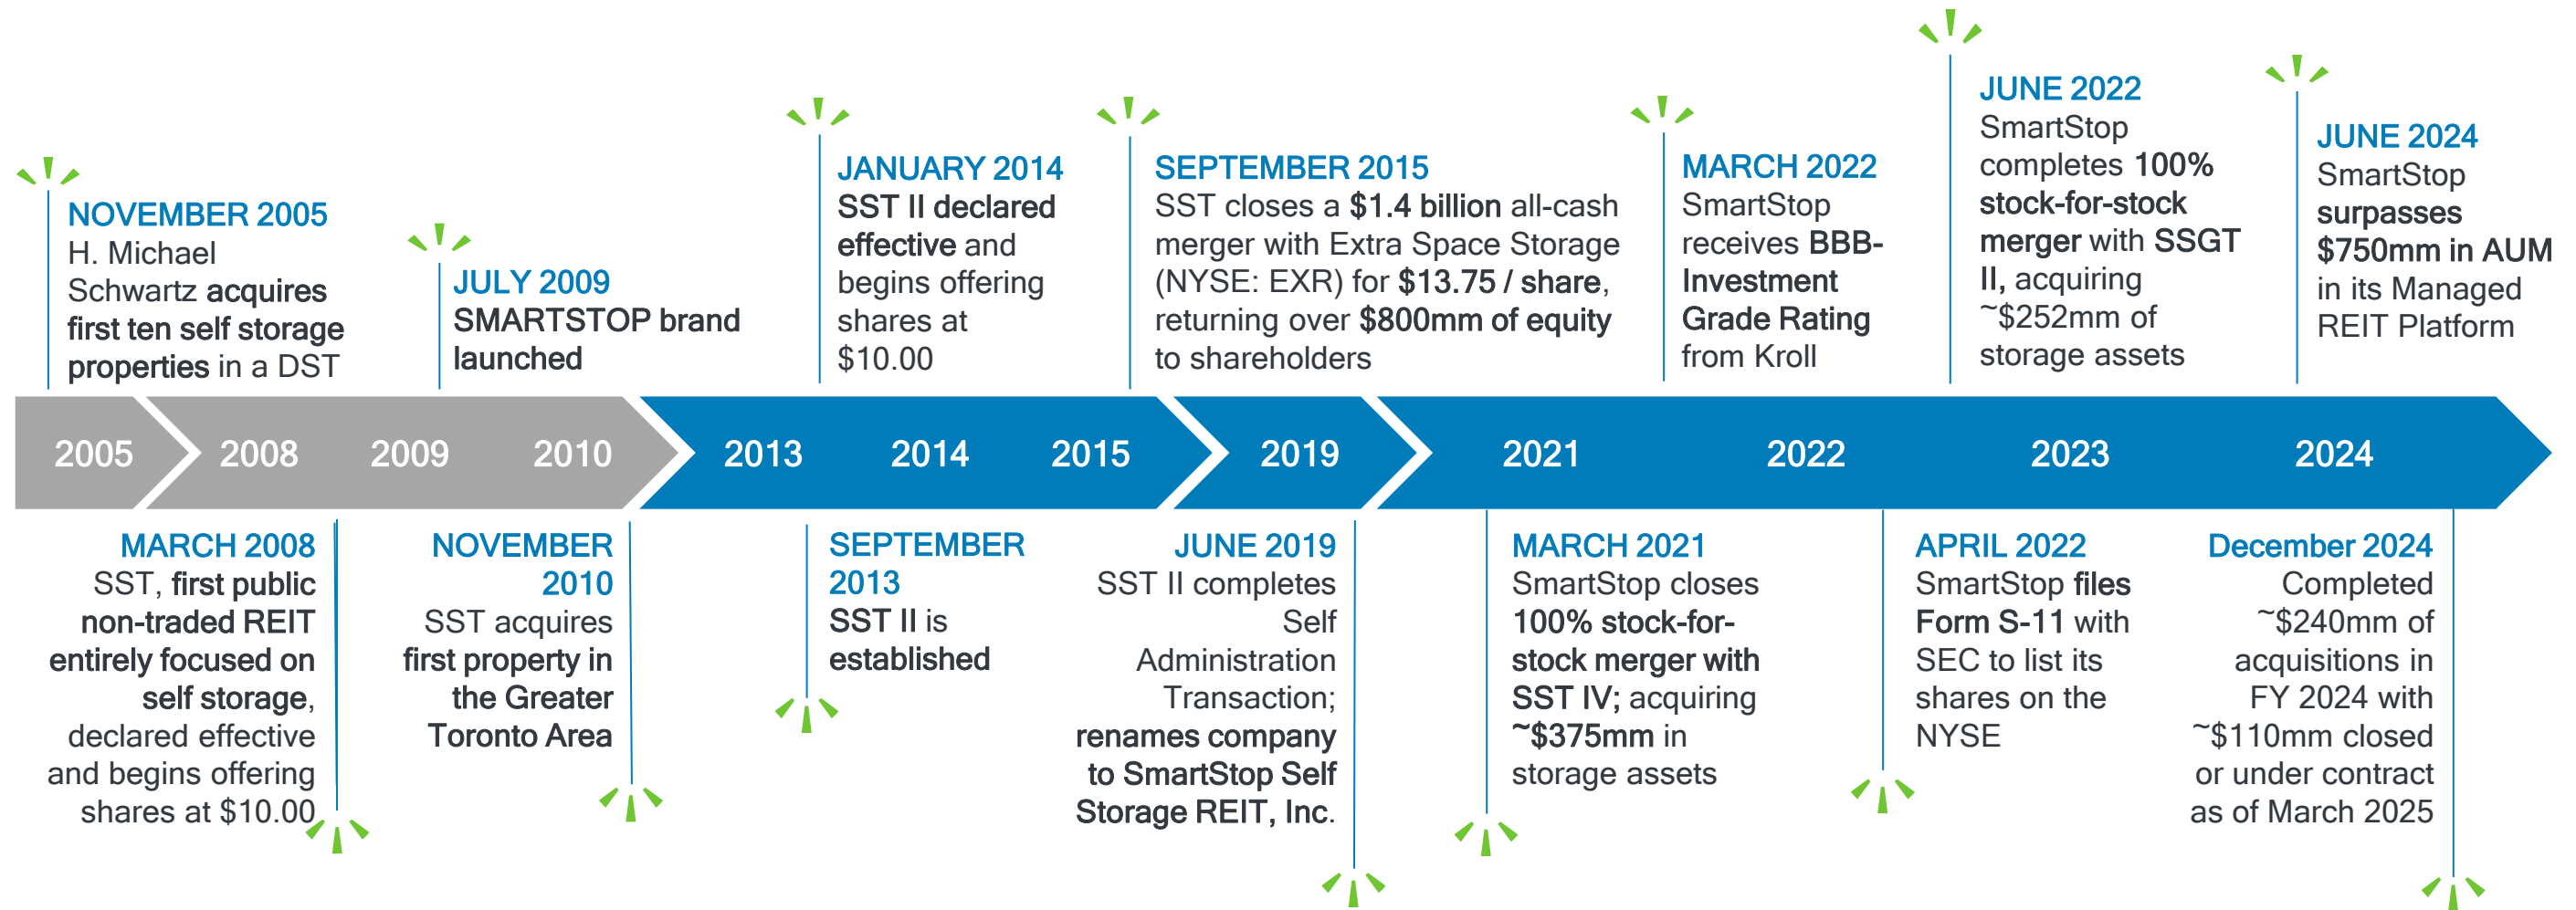 NOVEMBER 2005
H. Michael
Schwartz acquires
first ten self storage
properties in a DST
JULY 2009
SMARTSTOP brand
launched
JANUARY 2014
SST II declared
effective and
begins offering
shares at
$10.00
SEPTEMBER 2015
SST closes a $1.4 billion all-cash
merger with Extra Space Storage
(NYSE: EXR) for $13.75 / share,
returning over $800mm of equity
to shareholders
MARCH 2022
SmartStop
receives BBB-
Investment
Grade Rating
from Kroll
JUNE 2022
SmartStop
completes 100%
stock-for-stock
merger with SSGT
II, acquiring
~$252mm of
storage assets
JUNE 2024
SmartStop
surpasses
$750mm in AUM
in its Managed
REIT Platform
2005 2008 2009 2010 2013 2014 2015 2019 2021 2022 2023 2024
MARCH 2008
SST, first public
non-traded REIT
entirely focused on
self storage,
declared effective
and begins offering
shares at $10.00
NOVEMBER
2010
SST acquires
first property in
the Greater
Toronto Area
SEPTEMBER
2013
SST II is
established
JUNE 2019
SST II completes
Self
Administration
Transaction;
renames company
to SmartStop Self
Storage REIT, Inc.
MARCH 2021
SmartStop closes
100% stock-for-
stock merger with
SST IV; acquiring
~$375mm in
storage assets
APRIL 2022
SmartStop files
Form S-11 with
SEC to list its
shares on the
NYSE
December 2024
Completed
~$240mm of
acquisitions in
FY 2024 with
~$110mm closed
or under contract
as of March 2025